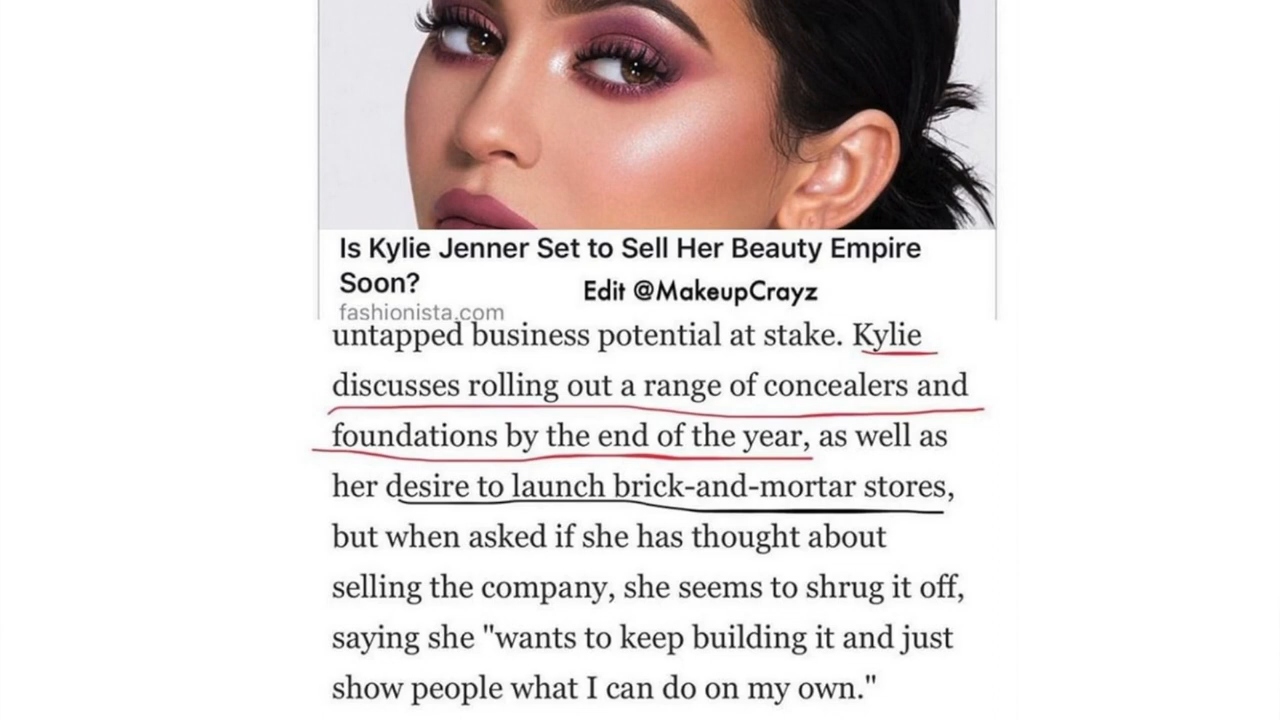 Is Kylie Jenner Set to Sell Her Beauty Empire
Soon?
Edit @MakeupCrayz
fashionista.com
untapped business potential at stake. Kylie
discusses rolling out a range of concealers and
foundations by the end of the year, as well as
her desire to launch brick-and-mortar stores,
but when asked if she has thought about
selling the company, she seems to shrug it off,
saying she "wants to keep building it and just
show people what I can do on my own."